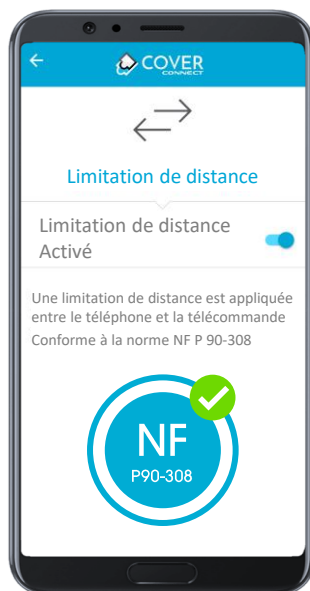 COVER
CONNECT
Limitation de distance
Limitation de distance
Activé
Une limitation de distance est appliquée
entre le téléphone et la télécommande
Conforme à la norme NF P 90-308
NF
P90-308